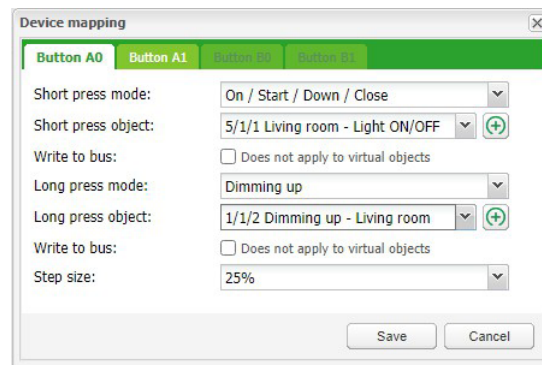 Device mapping
Button A0 Button A1 Button B0 Button B1
Short press mode: On / Start / Down / Close
Short press object: 5/1/1 Living room - Light ON/OFF
Write to bus: Does not apply to virtual objects
Long press mode: Dimming up
Long press object: 1/1/2 Dimming up - Living room
Write to bus: Does not apply to virtual objects
Step size: 25%
Save Cancel